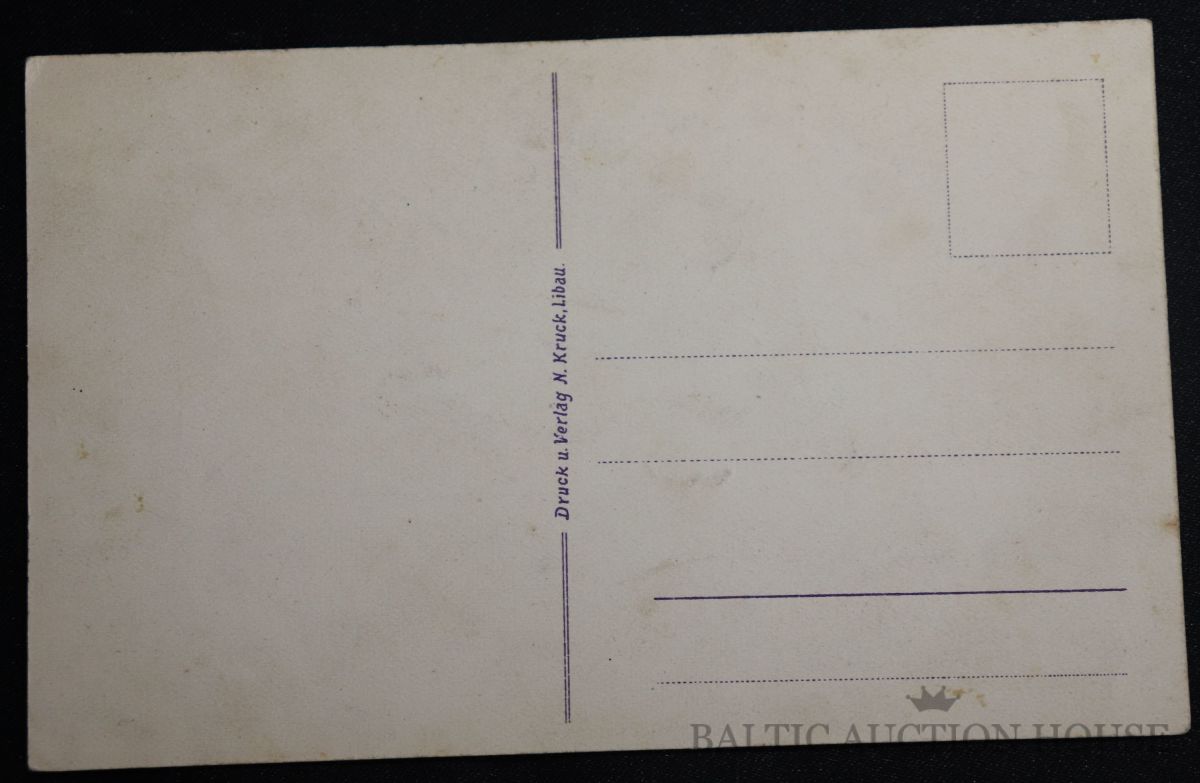 Druck u. Verlag N. Kruck, Libau.
BALTIC AUCTION HOUSE